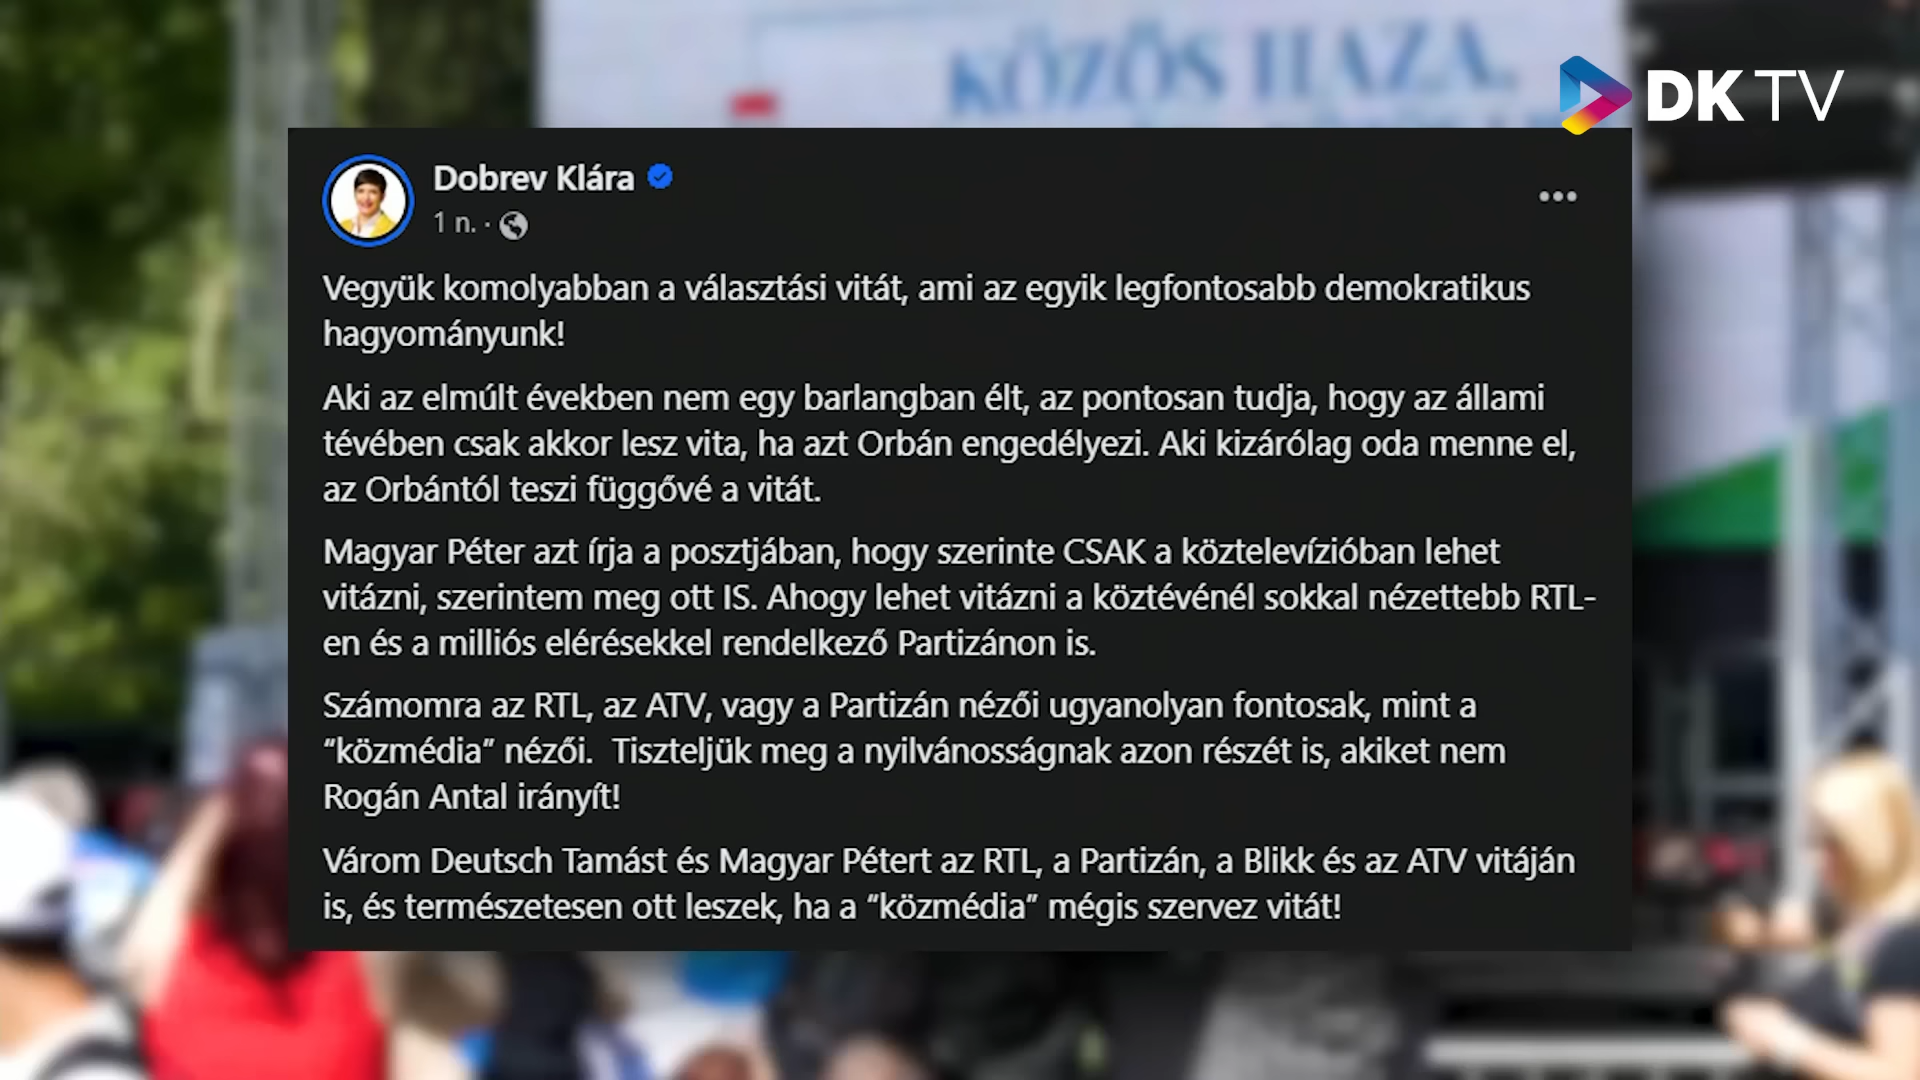 KÖZÖS HAZA,
DK TV
Dobrev Klára
1 n. ·
Vegyük komolyabban a választási vitát, ami az egyik legfontosabb demokratikus
hagyományunk!
Aki az elmúlt években nem egy barlangban élt, az pontosan tudja, hogy az állami
tévében csak akkor lesz vita, ha azt Orbán engedélyezi. Aki kizárólag oda menne el,
az Orbántól teszi függővé a vitát.
Magyar Péter azt írja a posztjában, hogy szerinte CSAK a köztelevízióban lehet
vitázni, szerintem meg ott IS. Ahogy lehet vitázni a köztévénél sokkal nézettebb RTL-
en és a milliós elérésekkel rendelkező Partizánon is.
Számomra az RTL, az ATV, vagy a Partizán nézői ugyanolyan fontosak, mint a
“közmédia” nézői.  Tiszteljük meg a nyilvánosságnak azon részét is, akiket nem
Rogán Antal irányít!
Várom Deutsch Tamást és Magyar Pétert az RTL, a Partizán, a Blikk és az ATV vitáján
is, és természetesen ott leszek, ha a “közmédia” mégis szervez vitát!